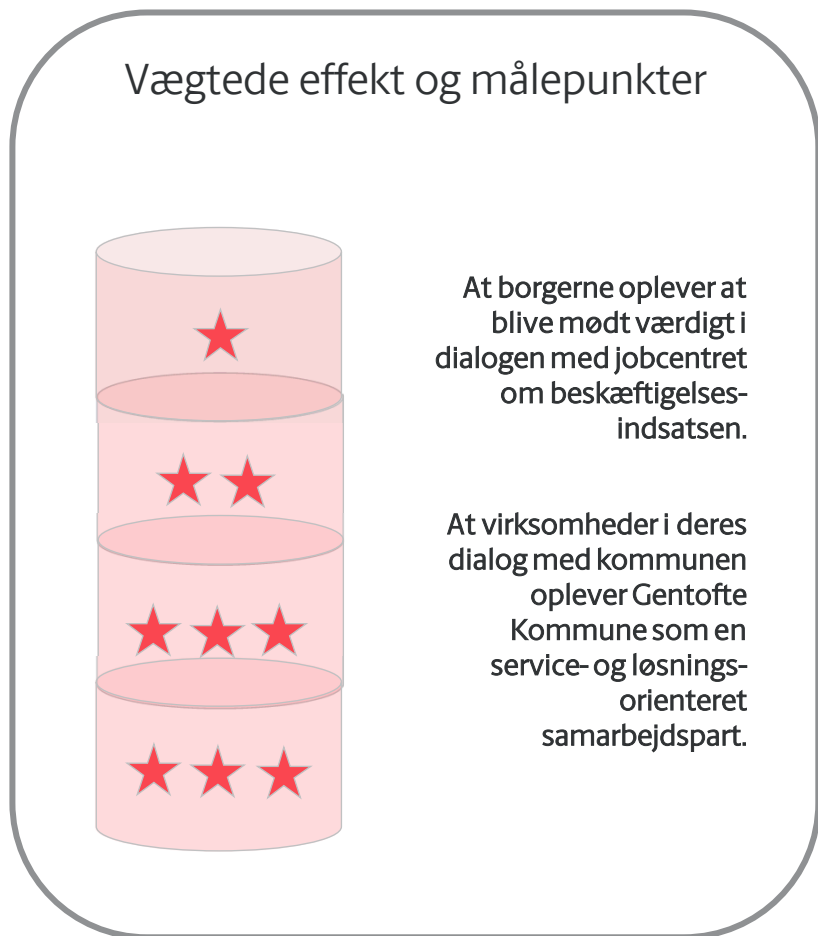 Vægtede effekt og målepunkter
At borgerne oplever at
blive mødt værdigt i
dialogen med jobcentret
om beskæftigelses-
indsatsen.
At virksomheder i deres
dialog med kommunen
oplever Gentofte
Kommune som en
service- og løsnings-
orienteret
samarbejdspart.